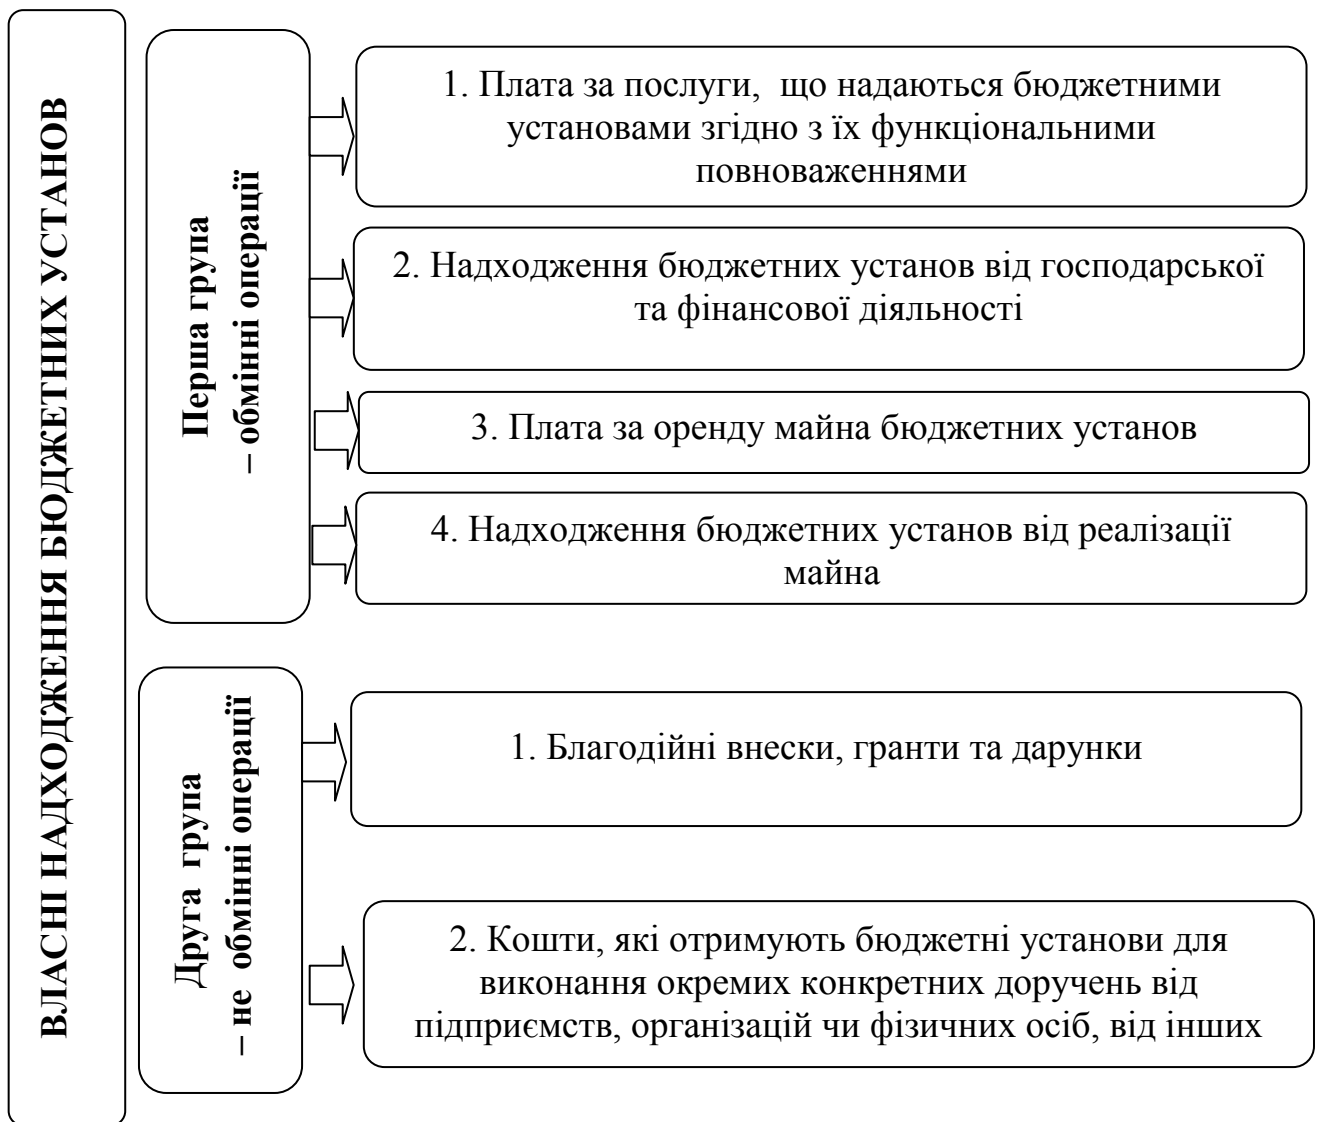 ВЛАСНІ НАДХОДЖЕННЯ БЮДЖЕТНИХ УСТАНОВ
Перша група
– обмінні операції
1. Плата за послуги, що надаються бюджетними
установами згідно з їх функціональними
повноваженнями
2. Надходження бюджетних установ від господарської
та фінансової діяльності
3. Плата за оренду майна бюджетних установ
4. Надходження бюджетних установ від реалізації
майна
Друга група
– не обмінні операції
1. Благодійні внески, гранти та дарунки
2. Кошти, які отримують бюджетні установи для
виконання окремих конкретних доручень від
підприємств, організацій чи фізичних осіб, від інших